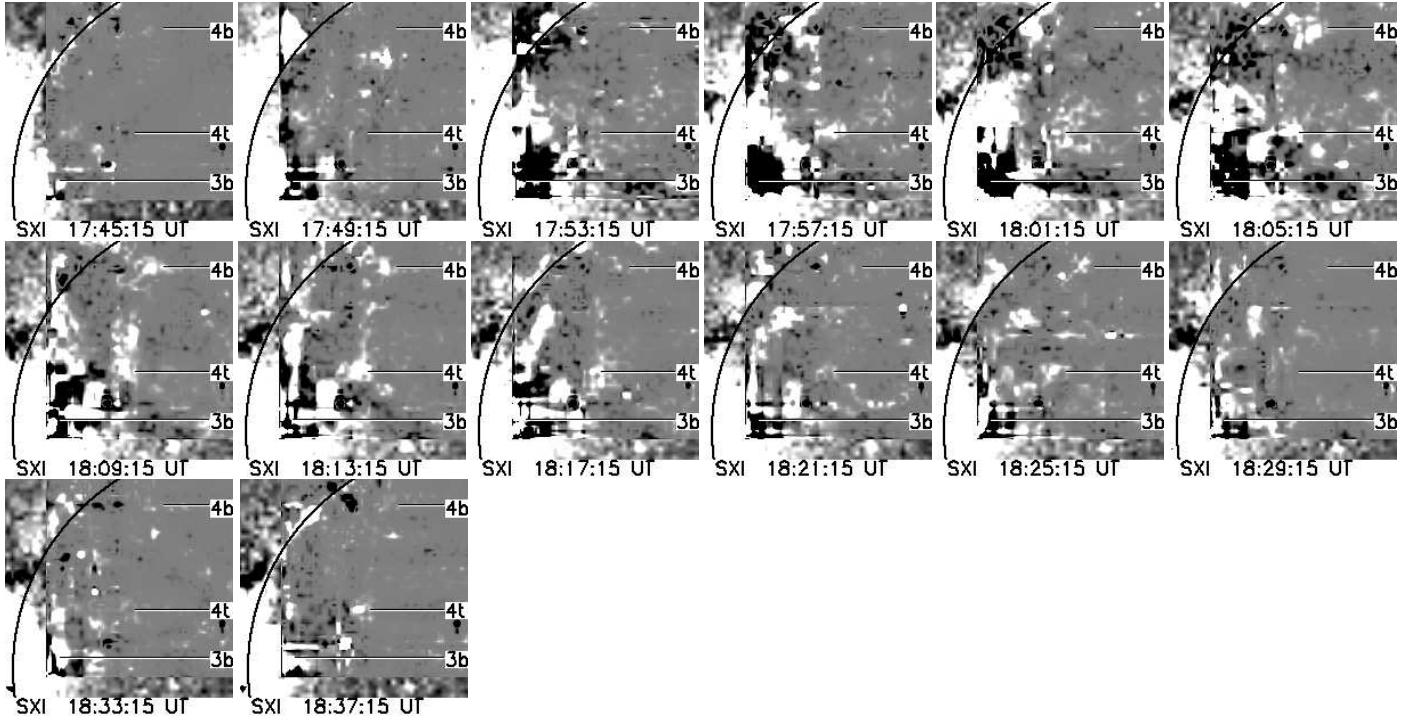 4b 4b 4b 4b 4b 4b
4t 4t 4t 4t 4t 4t
3b 3b 3b 3b 3b 3b
SXI 17:45:15 UT SXI 17:49:15 UT SXI 17:53:15 UT SXI 17:57:15 UT SXI 18:01:15 UT SXI 18:05:15 UT
4b 4b 4b 4b 4b 4b
4t 4t 4t 4t 4t 4t
3b 3b 3b 3b 3b 3b
SXI 18:09:15 UT SXI 18:13:15 UT SXI 18:17:15 UT SXI 18:21:15 UT SXI 18:25:15 UT SXI 18:29:15 UT
4b 4b
4t 4t
3b 3b
SXI 18:33:15 UT SXI 18:37:15 UT